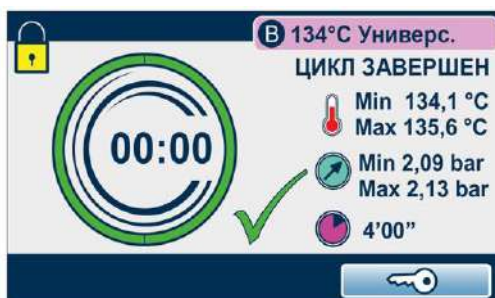 B 134°C Универс.
ЦИКЛ ЗАВЕРШЕН
Min 134,1 °C
Max 135,6 °C
00:00
Min 2,09 bar
Max 2,13 bar
4’00”